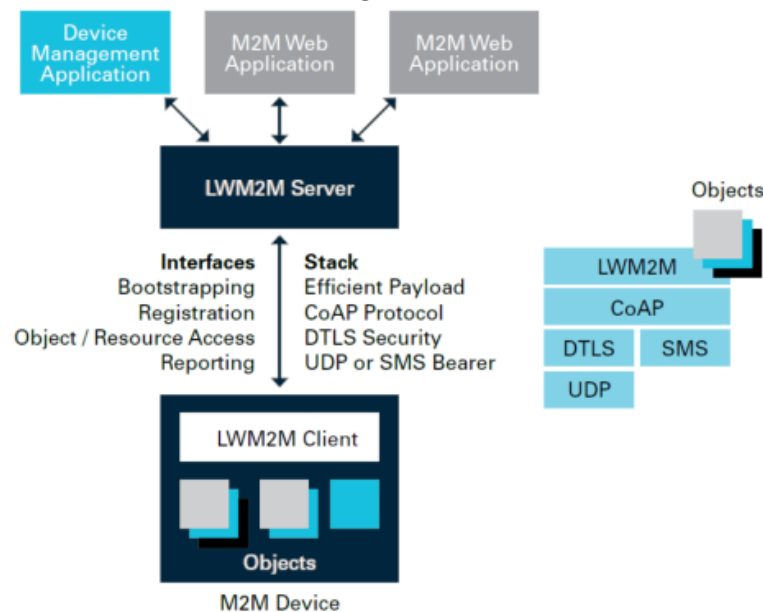 Device
Management
Application
M2M Web
Application
M2M Web
Application
LWM2M Server
Interfaces
Bootstrapping
Registration
Object / Resource Access
Reporting
Stack
Efficient Payload
CoAP Protocol
DTLS Security
UDP or SMS Bearer
LWM2M Client
Objects
M2M Device
Objects
LWM2M
CoAP
DTLS
SMS
UDP